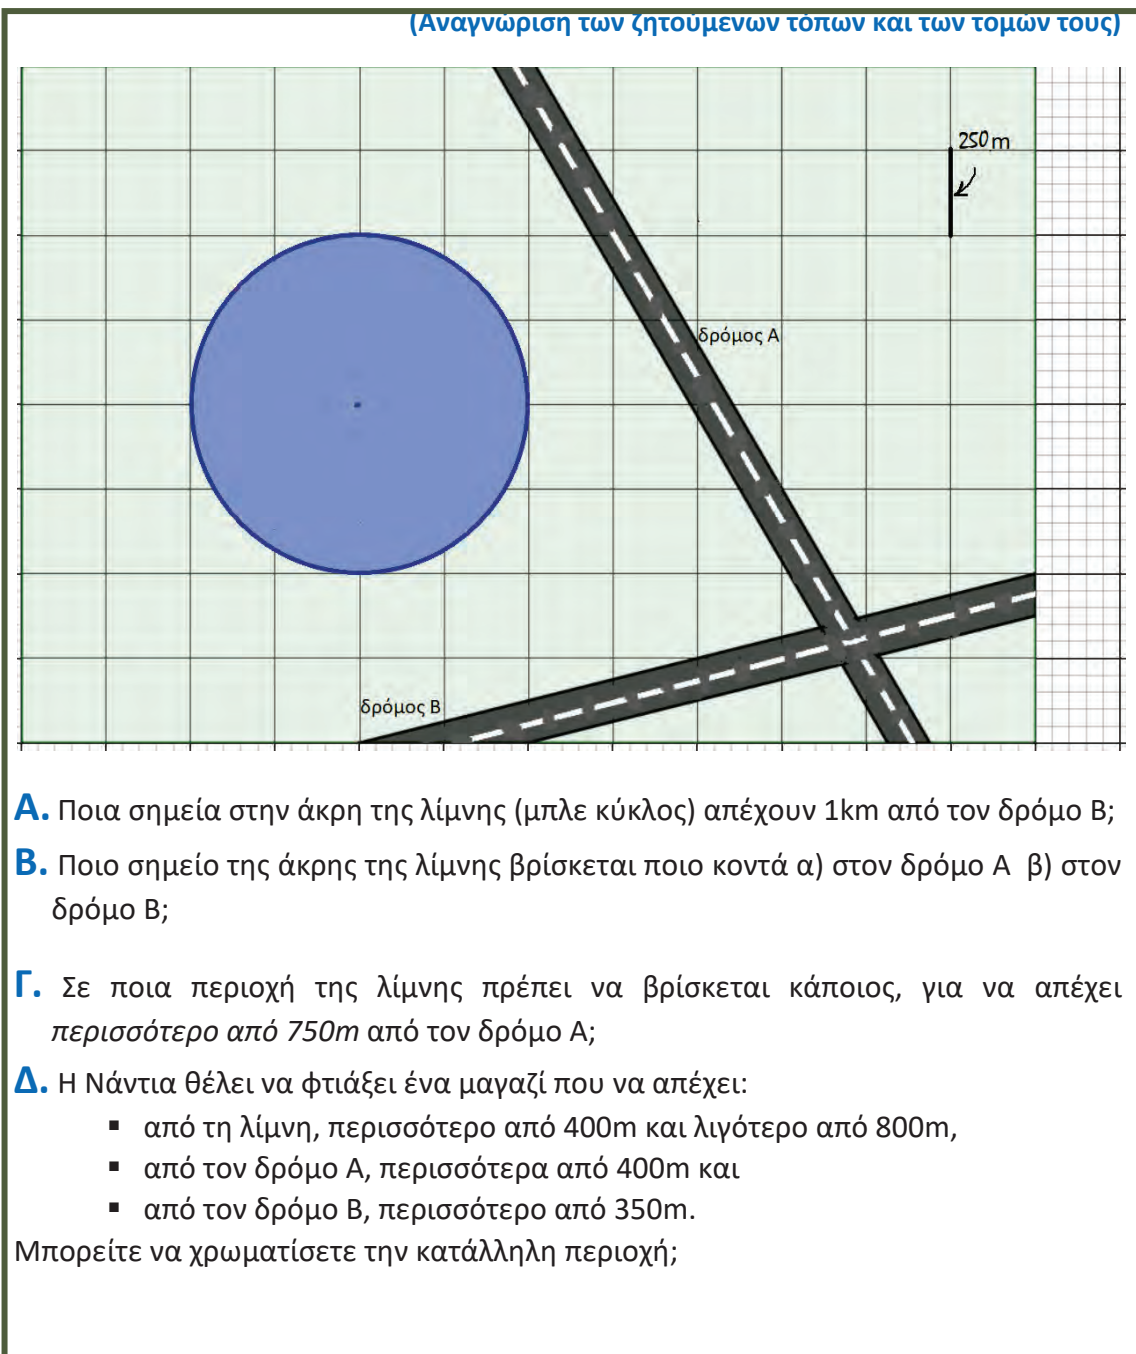 (Αναγνώριση των ζητούμενων τόπων και των τομών τους)
250m
δρόμος Α
δρόμος Β
Α. Ποια σημεία στην άκρη της λίμνης (μπλε κύκλος) απέχουν 1km από τον δρόμο Β;
Β. Ποιο σημείο της άκρης της λίμνης βρίσκεται ποιο κοντά α) στον δρόμο Α β) στον
δρόμο Β;
Γ. Σε ποια περιοχή της λίμνης πρέπει να βρίσκεται κάποιος, για να απέχει
περισσότερο από 750m από τον δρόμο Α;
Δ. Η Νάντια θέλει να φτιάξει ένα μαγαζί που να απέχει:
▪ από τη λίμνη, περισσότερο από 400m και λιγότερο από 800m,
▪ από τον δρόμο Α, περισσότερα από 400m και
▪ από τον δρόμο Β, περισσότερο από 350m.
Μπορείτε να χρωματίσετε την κατάλληλη περιοχή;